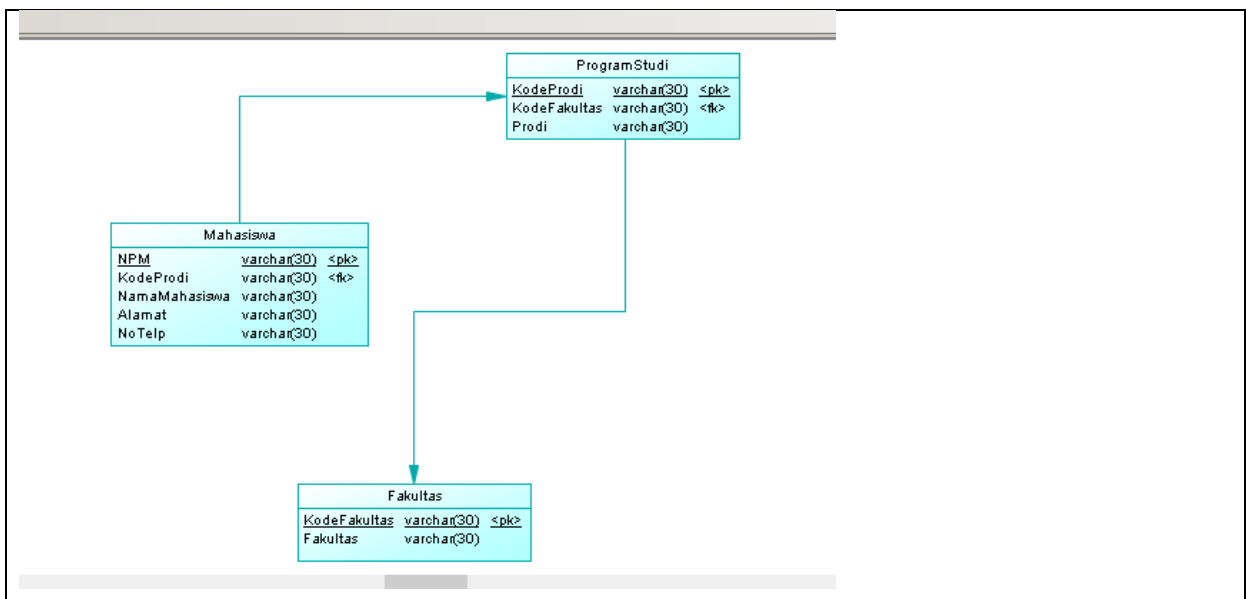 ProgramStudi
KodeProdi varchar(30) <pk>
KodeFakultas varchar(30) <fk>
Prodi varchar(30)
Mahasiswa
NPM varchar(30) <pk>
KodeProdi varchar(30) <fk>
NamaMahasiswa varchar(30)
Alamat varchar(30)
NoTelp varchar(30)
Fakultas
KodeFakultas varchar(30) <pk>
Fakultas varchar(30)